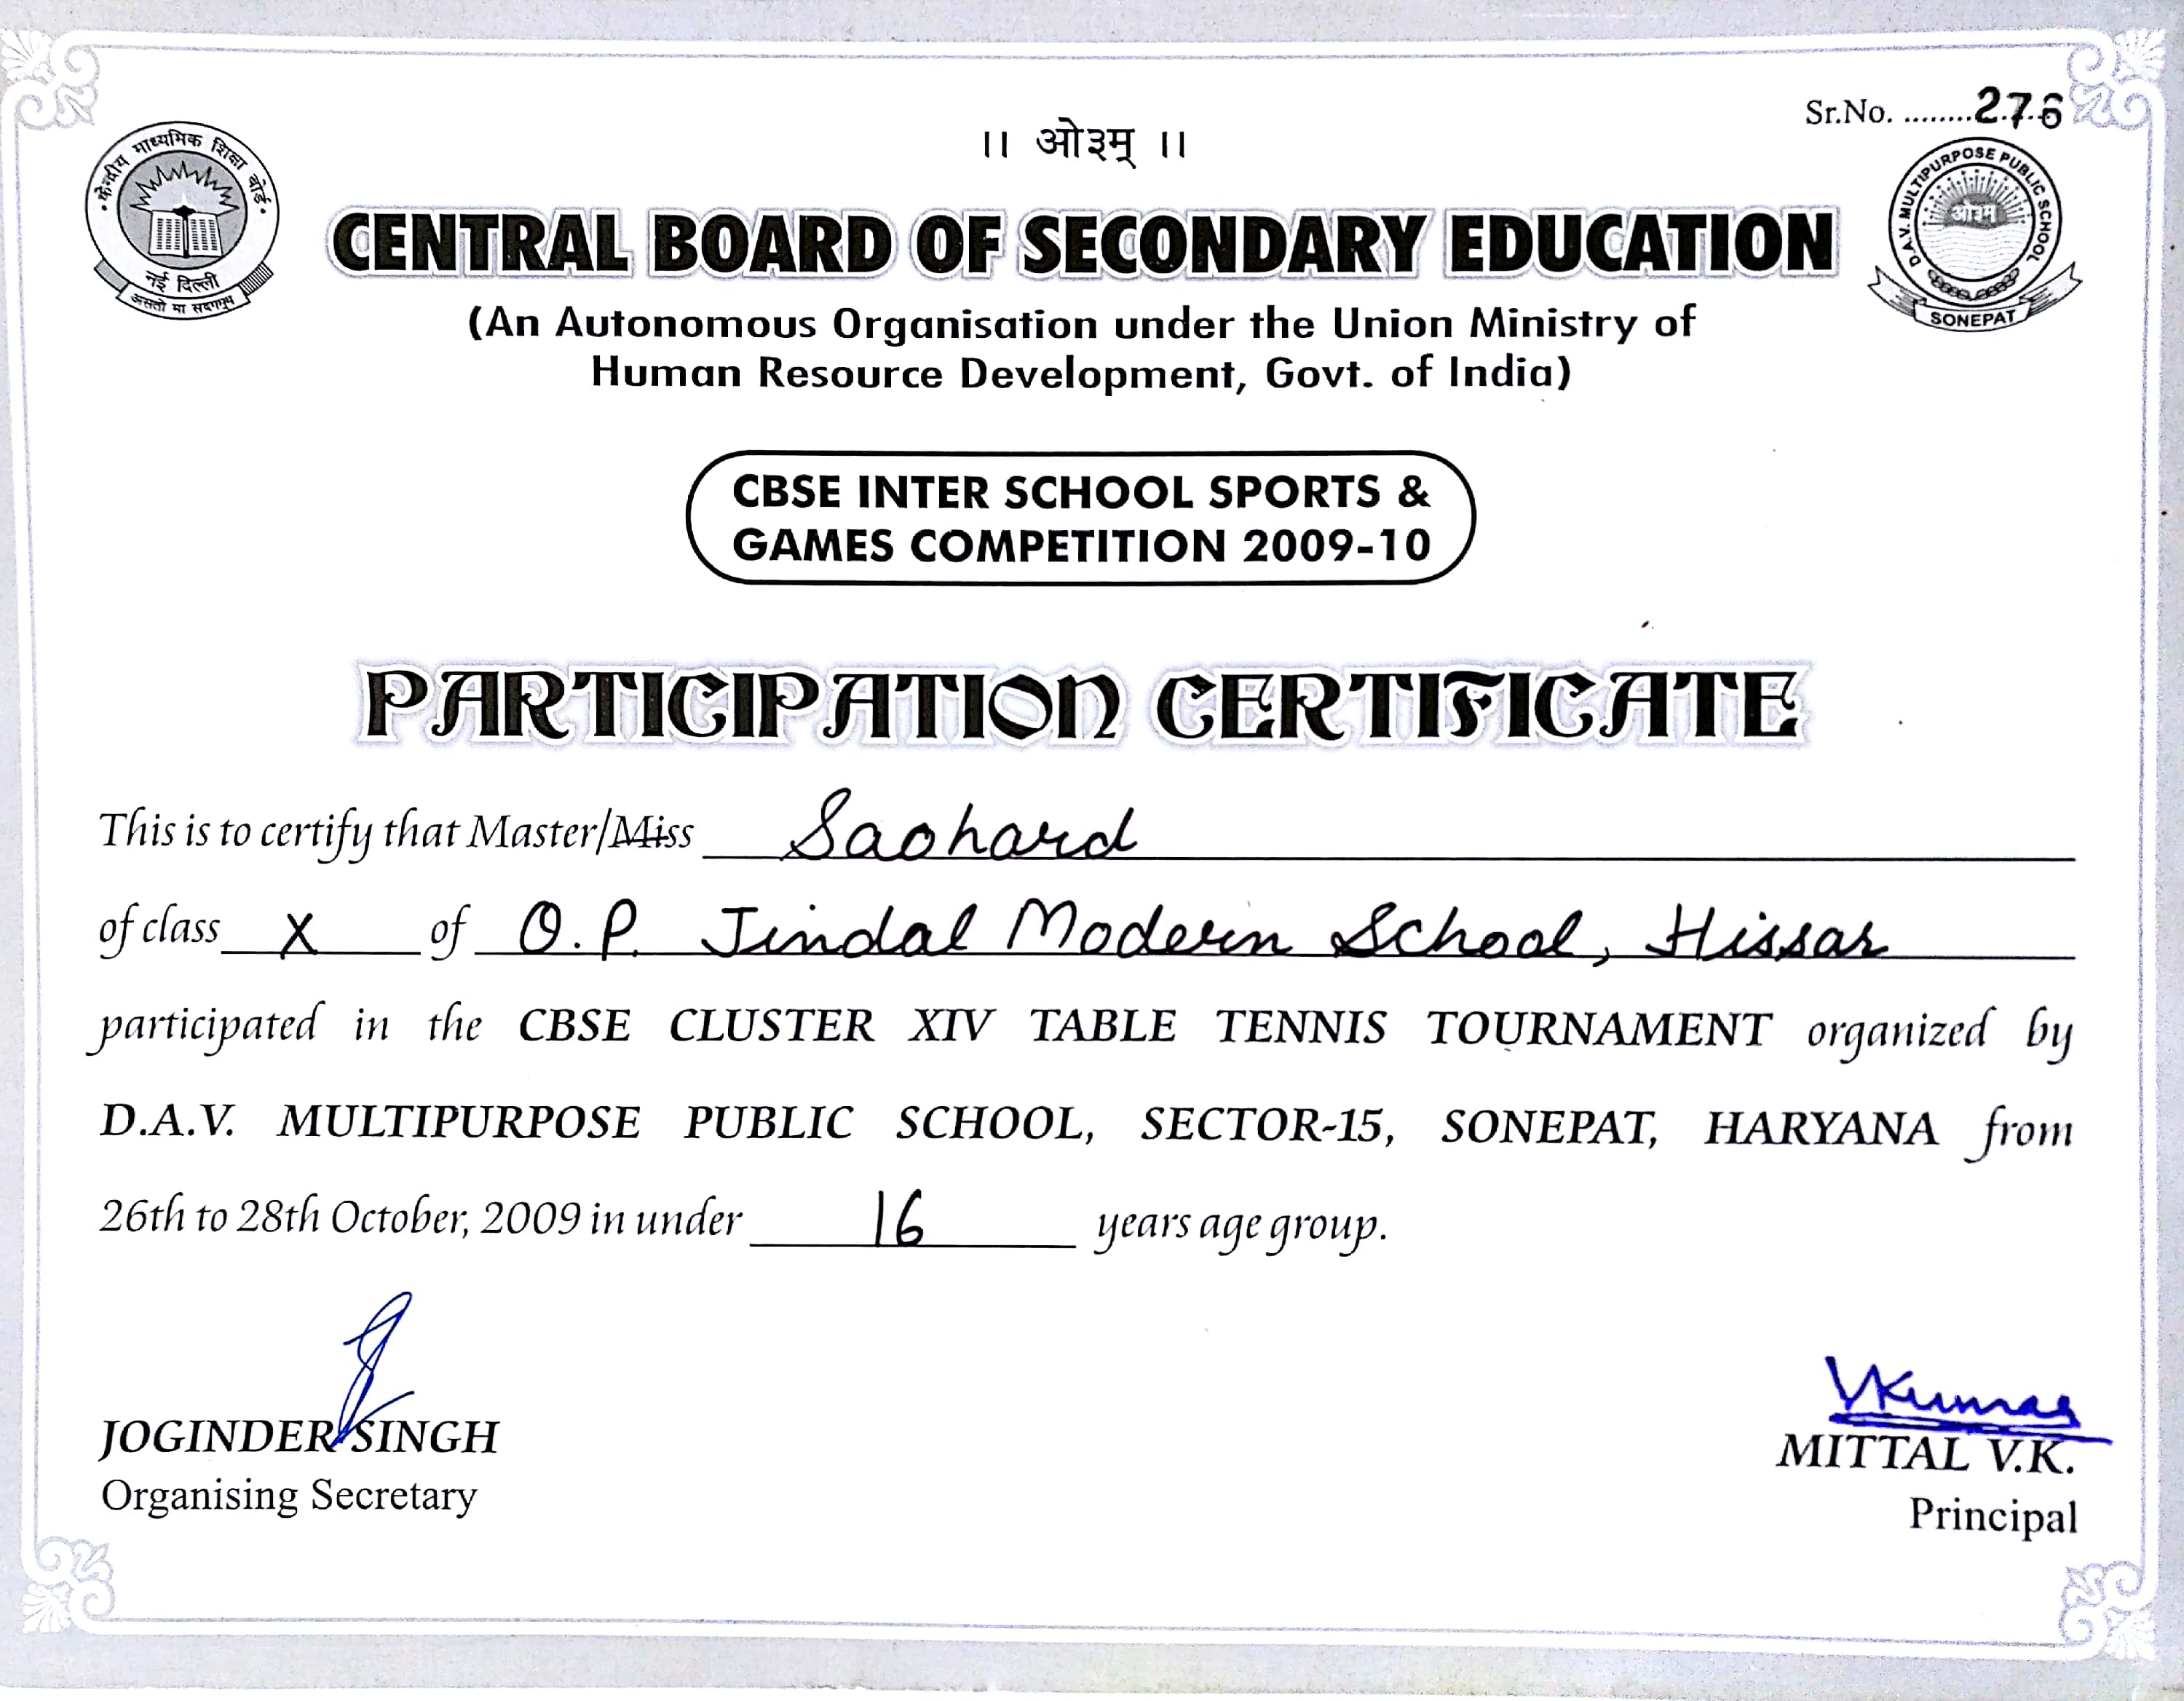 Sr.No. ........276
।। ओ३म् ।।
केन्द्रीय माध्यमिक शिक्षा बोर्ड
नई दिल्ली
असतो मा सद्गमय
D.A.V. MULTIPURPOSE PUBLIC SCHOOL
ओ३म्
SONEPAT
CENTRAL BOARD OF SECONDARY EDUCATION
(An Autonomous Organisation under the Union Ministry of
Human Resource Development, Govt. of India)
CBSE INTER SCHOOL SPORTS &
GAMES COMPETITION 2009-10
PARTICIPATION CERTIFICATE
This is to certify that Master/Miss Saohard
of class X of O.P. Jindal Modern School, Hissar
participated in the CBSE CLUSTER XIV TABLE TENNIS TOURNAMENT organized by
D.A.V. MULTIPURPOSE PUBLIC SCHOOL, SECTOR-15, SONEPAT, HARYANA from
26th to 28th October, 2009 in under 16 years age group.
VKumar
JOGINDER SINGH
Organising Secretary
MITTAL V.K.
Principal